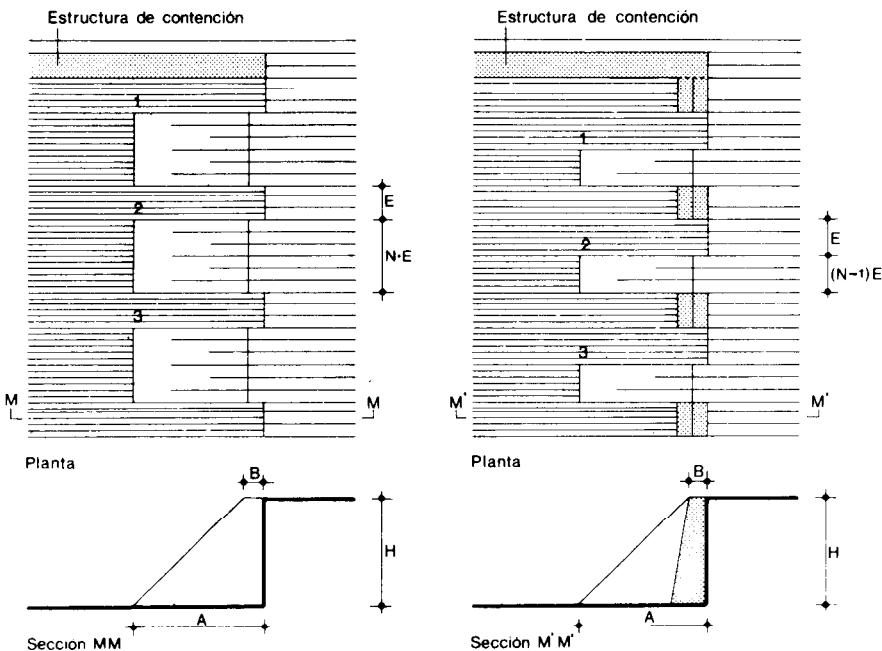 Estructura de contención
1
2
3
E
N·E
M
M
Planta
B
H
A
Sección MM
Estructura de contención
1
2
3
E
(N-1)E
M'
M'
Planta
B
H
A
Sección M'M'